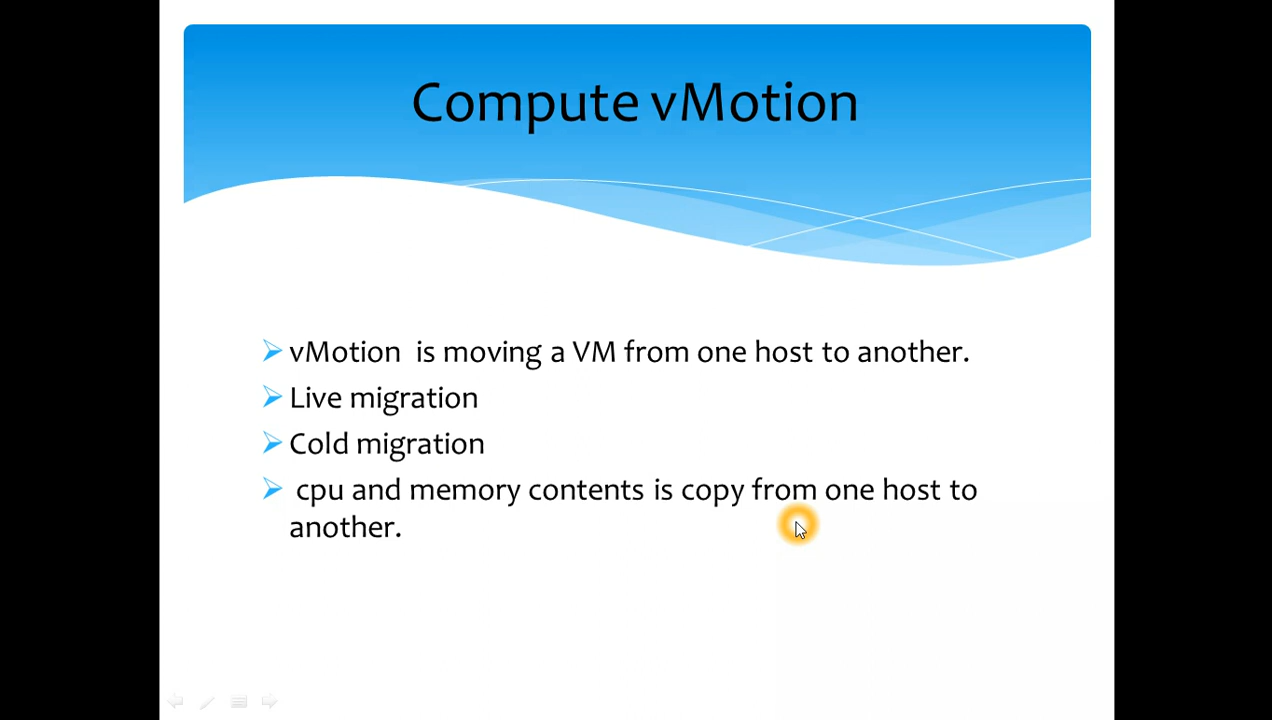 Compute vMotion
vMotion  is moving a VM from one host to another.
Live migration
Cold migration
cpu and memory contents is copy from one host to
another.